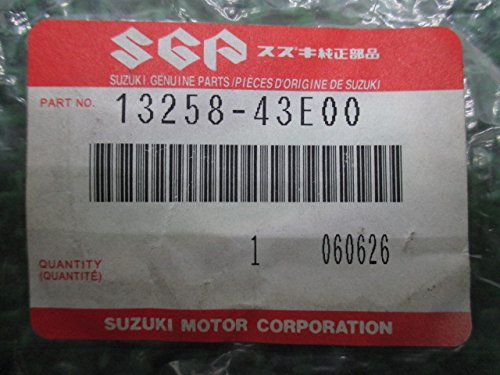 SGP スズキ純正部品
SUZUKI GENUINE PARTS/PIÈCES D'ORIGINE DE SUZUKI
PART NO. 13258-43E00
QUANTITY 1 060626
(QUANTITÉ)
SUZUKI MOTOR CORPORATION